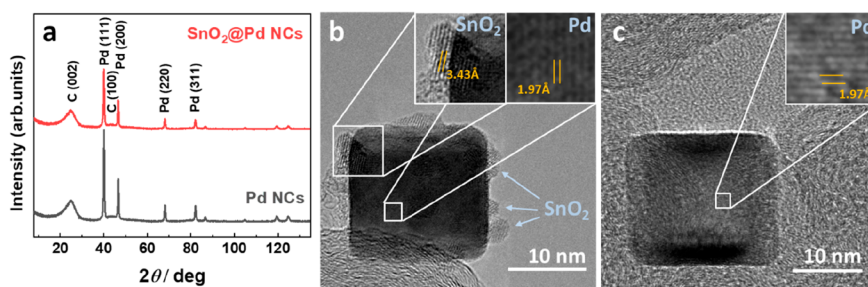 a
SnO2@Pd NCs
Pd NCs
C (002)
Pd (111)
C (100)
Pd (200)
Pd (220)
Pd (311)
Intensity (arb.units)
20 40 60 80 100 120
2θ/ deg
b
SnO2
3.43Å
Pd
1.97Å
SnO2
10 nm
c
Pd
1.97Å
10 nm